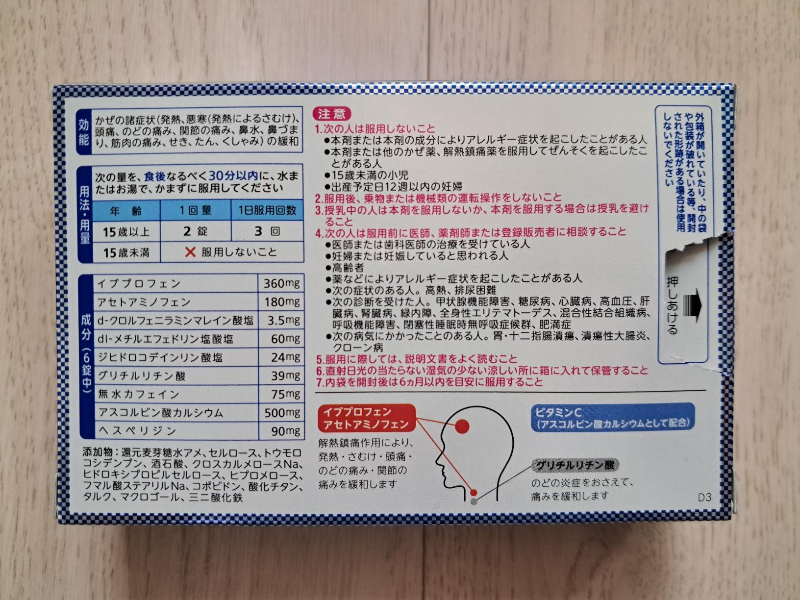 効能
かぜの諸症状(発熱、悪寒(発熱によるさむけ)、
頭痛、のどの痛み、関節の痛み、鼻水、鼻づまり、
筋肉の痛み、せき、たん、くしゃみ)の緩和
用法・用量
次の量を、食後なるべく30分以内に、水ま
たはお湯で、かまずに服用してください
年 齢 1回量 1日服用回数
15歳以上 2錠 3回
15歳未満 ✕ 服用しないこと
成分(6錠中)
イブプロフェン 360mg
アセトアミノフェン 180mg
d-クロルフェニラミンマレイン酸塩 3.5mg
dl-メチルエフェドリン塩酸塩 60mg
ジヒドロコデインリン酸塩 24mg
グリチルリチン酸 39mg
無水カフェイン 75mg
アスコルビン酸カルシウム 500mg
ヘスペリジン 90mg
添加物:還元麦芽糖水アメ、セルロース、トウモロ
コシデンプン、酒石酸、クロスカルメロースNa、
ヒドロキシプロピルセルロース、ヒプロメロース、
フマル酸ステアリルNa、コポビドン、酸化チタン、
タルク、マクロゴール、三二酸化鉄
注意
1.次の人は服用しないこと
●本剤または本剤の成分によりアレルギー症状を起こしたことがある人
●本剤または他のかぜ薬、解熱鎮痛薬を服用してぜんそくを起こしたこ
とがある人
●15歳未満の小児
●出産予定日12週以内の妊婦
2.服用後、乗物または機械類の運転操作をしないこと
3.授乳中の人は本剤を服用しないか、本剤を服用する場合は授乳を避け
ること
4.次の人は服用前に医師、薬剤師または登録販売者に相談すること
●医師または歯科医師の治療を受けている人
●妊婦または妊娠していると思われる人
●高齢者
●薬などによりアレルギー症状を起こしたことがある人
●次の症状のある人。高熱、排尿困難
●次の診断を受けた人。甲状腺機能障害、糖尿病、心臓病、高血圧、肝
臓病、腎臓病、緑内障、全身性エリテマトーデス、混合性結合組織病、
呼吸機能障害、閉塞性睡眠時無呼吸症候群、肥満症
●次の病気にかかったことのある人。胃・十二指腸潰瘍、潰瘍性大腸炎、
クローン病
5.服用に際しては、説明文書をよく読むこと
6.直射日光の当たらない湿気の少ない涼しい所に箱に入れて保管すること
7.内袋を開封後は6ヵ月以内を目安に服用すること
外箱が開いていたり、中の袋
や包装が破れている等、開封
された形跡がある場合は使用
しないでください
押しあける
イブプロフェン
アセトアミノフェン
解熱鎮痛作用により、
発熱・さむけ・頭痛・
のどの痛み・関節の
痛みを緩和します
ビタミンC
(アスコルビン酸カルシウムとして配合)
グリチルリチン酸
のどの炎症をおさえて、
痛みを緩和します
D3